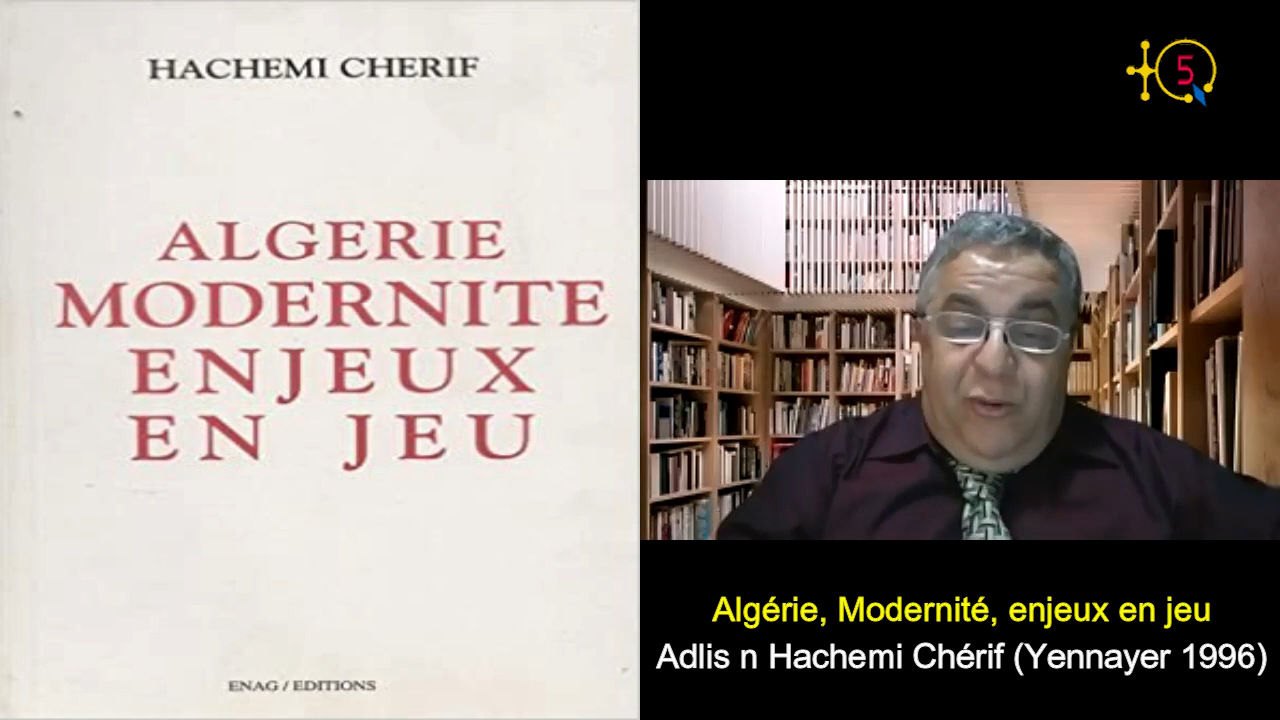 HACHEMI CHERIF
ALGERIE
MODERNITE
ENJEUX
EN JEU
ENAG / EDITIONS
5
Algérie, Modernité, enjeux en jeu
Adlis n Hachemi Chérif (Yennayer 1996)